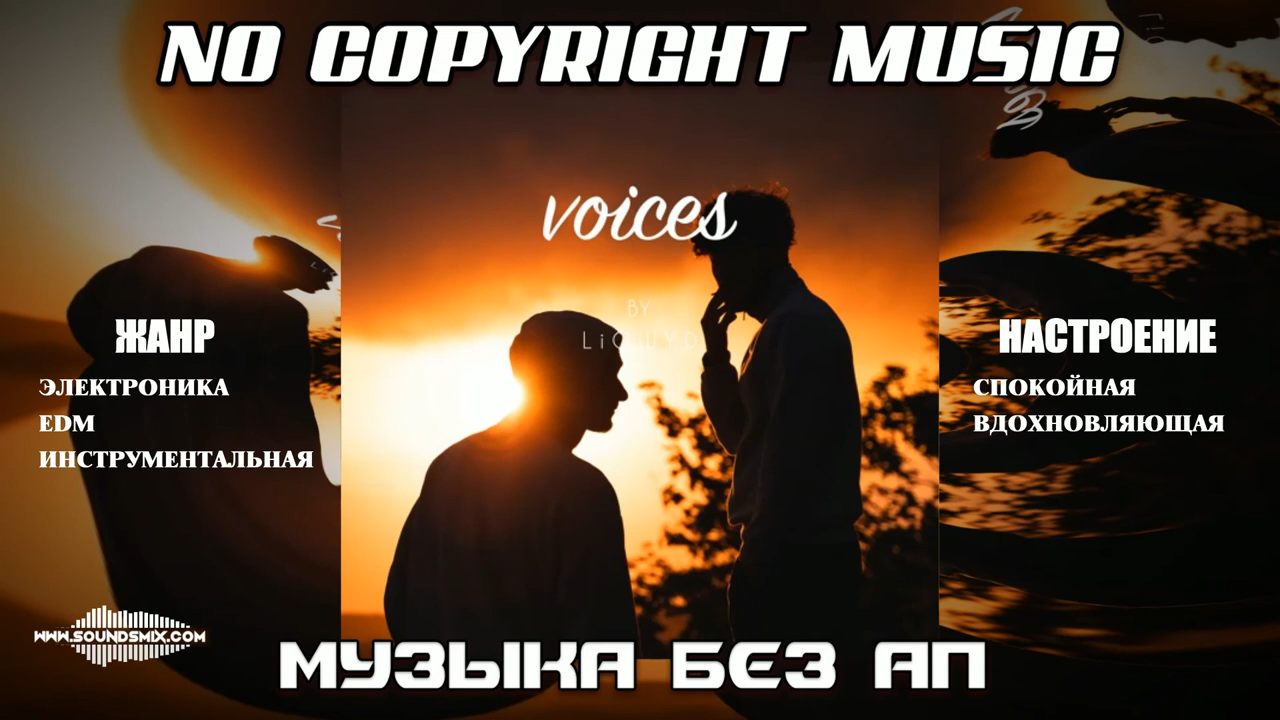 NO COPYRIGHT MUSIC
voices
BY
ЖАНР
ЭЛЕКТРОНИКА
EDM
ИНСТРУМЕНТАЛЬНАЯ
НАСТРОЕНИЕ
СПОКОЙНАЯ
ВДОХНОВЛЯЮЩАЯ
WWW.SOUNDSMIX.COM
МУЗЫКА БЕЗ АП